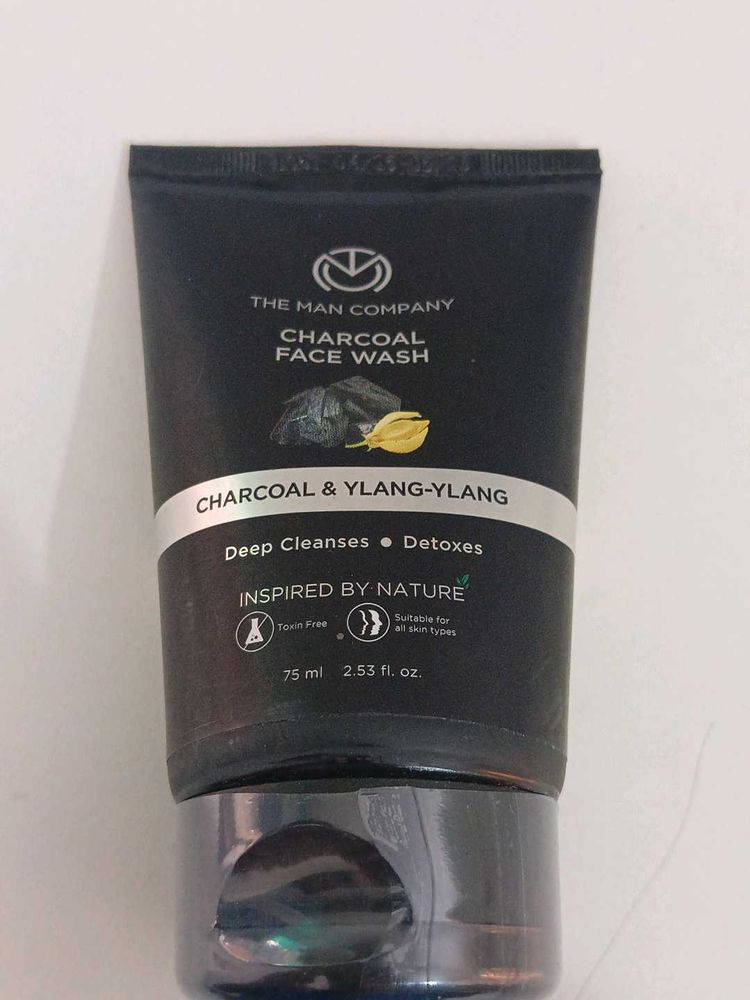 THE MAN COMPANY
CHARCOAL
FACE WASH
CHARCOAL & YLANG-YLANG
Deep Cleanses ● Detoxes
INSPIRED BY NATURE
Toxin Free
Suitable for
all skin types
75 ml 2.53 fl. oz.